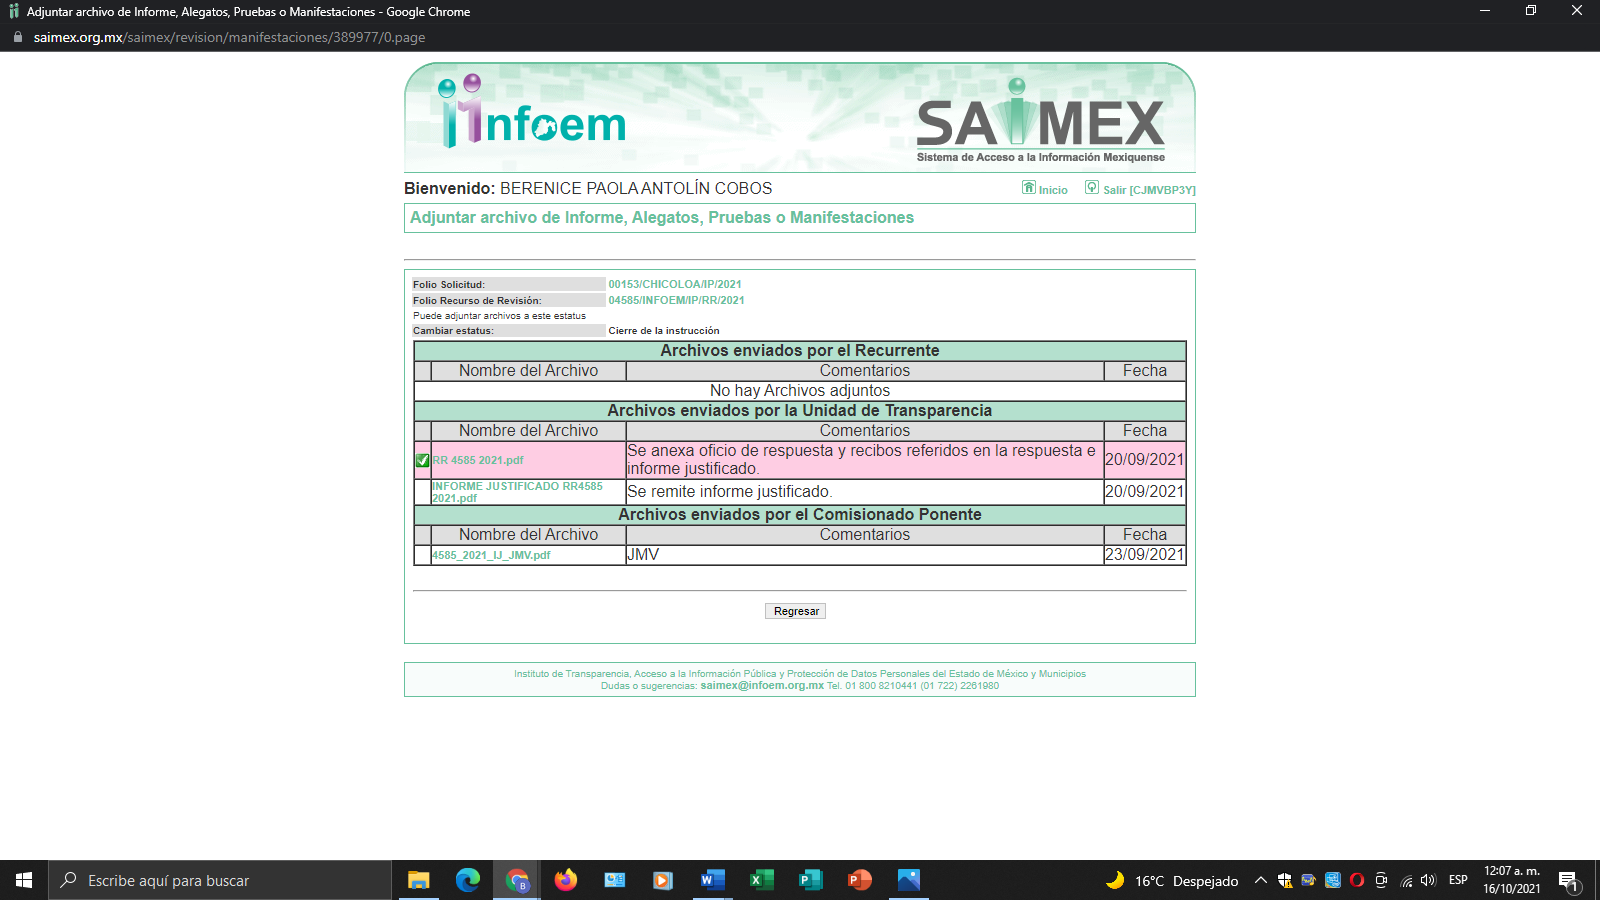 Adjuntar archivo de Informe, Alegatos, Pruebas o Manifestaciones - Google Chrome
saimex.org.mx/saimex/revision/manifestaciones/389977/0.page
infoem
SAIMEX
Sistema de Acceso a la Información Mexiquense
Bienvenido: BERENICE PAOLA ANTOLÍN COBOS
Inicio Salir [CJMVBP3Y]
Adjuntar archivo de Informe, Alegatos, Pruebas o Manifestaciones
Folio Solicitud: 00153/CHICOLOA/IP/2021
Folio Recurso de Revisión: 04585/INFOEM/IP/RR/2021
Puede adjuntar archivos a este estatus
Cambiar estatus: Cierre de la instrucción
Archivos enviados por el Recurrente
Nombre del Archivo Comentarios Fecha
No hay Archivos adjuntos
Archivos enviados por la Unidad de Transparencia
Nombre del Archivo Comentarios Fecha
RR 4585 2021.pdf Se anexa oficio de respuesta y recibos referidos en la respuesta e informe justificado. 20/09/2021
INFORME JUSTIFICADO RR4585 2021.pdf Se remite informe justificado. 20/09/2021
Archivos enviados por el Comisionado Ponente
Nombre del Archivo Comentarios Fecha
4585_2021_IJ_JMV.pdf JMV 23/09/2021
Regresar
Instituto de Transparencia, Acceso a la Información Pública y Protección de Datos Personales del Estado de México y Municipios
Dudas o sugerencias: saimex@infoem.org.mx Tel. 01 800 8210441 (01 722) 2261980
Escribe aquí para buscar
16°C Despejado
ESP
12:07 a. m.
16/10/2021
1